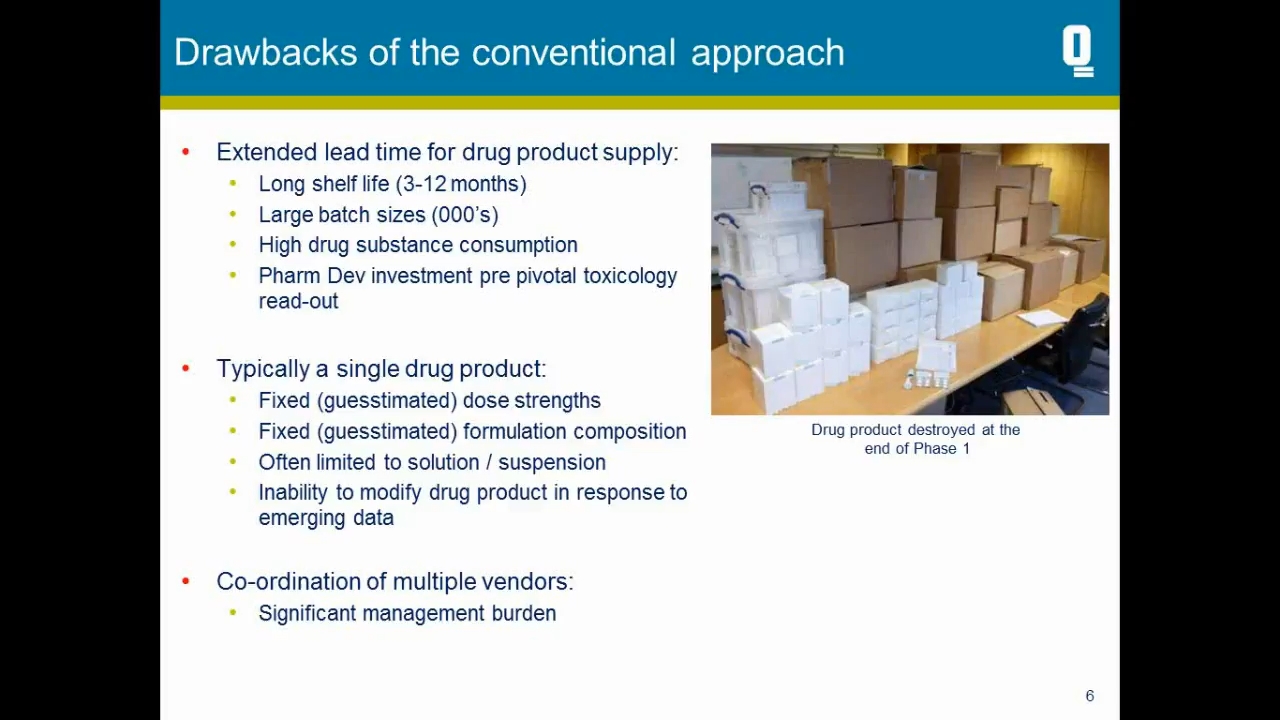 Drawbacks of the conventional approach
Q
• Extended lead time for drug product supply:
• Long shelf life (3-12 months)
• Large batch sizes (000's)
• High drug substance consumption
• Pharm Dev investment pre pivotal toxicology
read-out
• Typically a single drug product:
• Fixed (guesstimated) dose strengths
• Fixed (guesstimated) formulation composition
• Often limited to solution / suspension
• Inability to modify drug product in response to
emerging data
• Co-ordination of multiple vendors:
• Significant management burden
Drug product destroyed at the
end of Phase 1
6